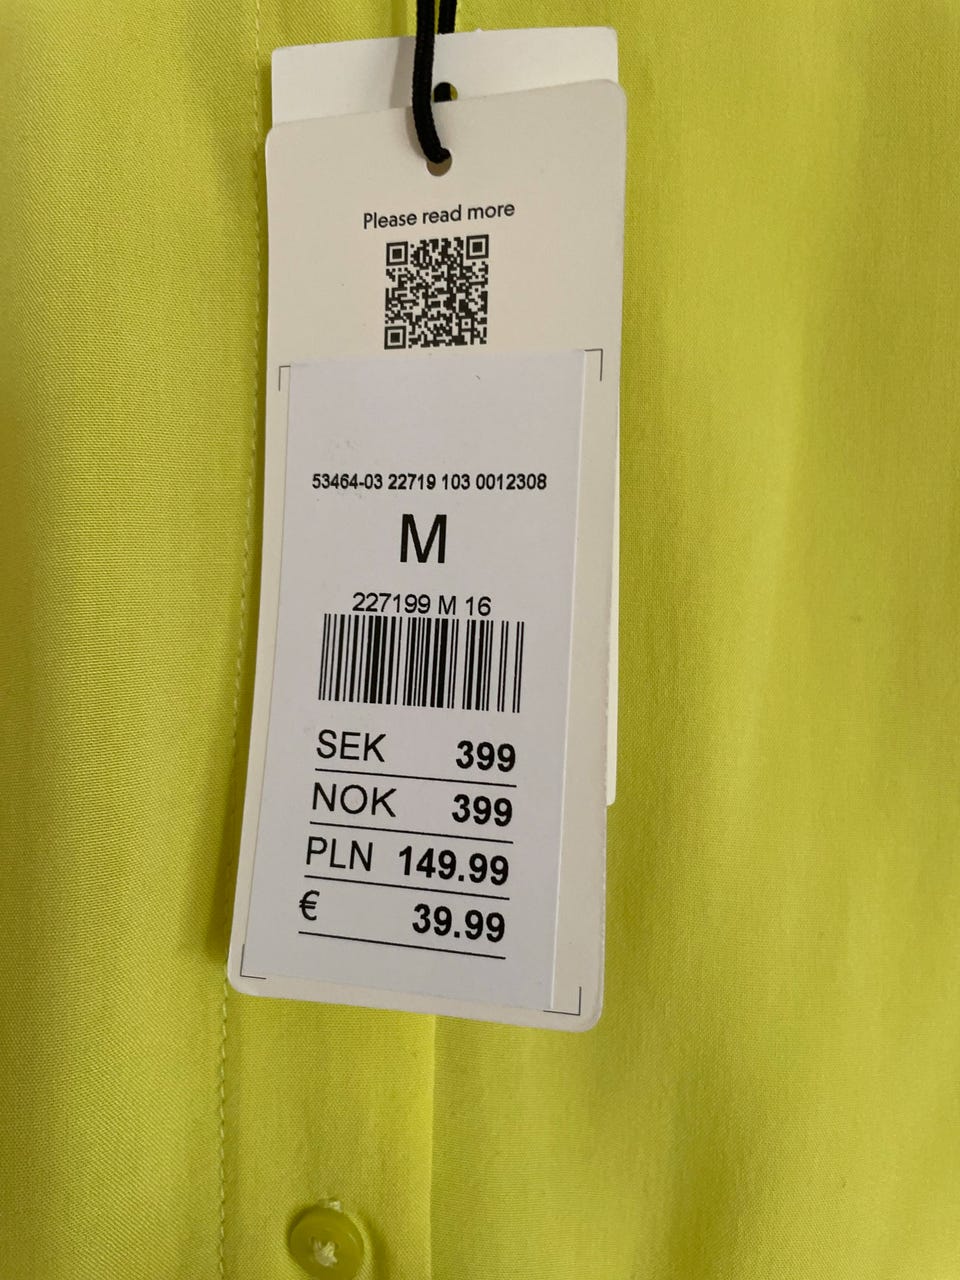 Please read more
53464-03 22719 103 0012308
M
227199 M 16
SEK 399
NOK 399
PLN 149.99
€ 39.99